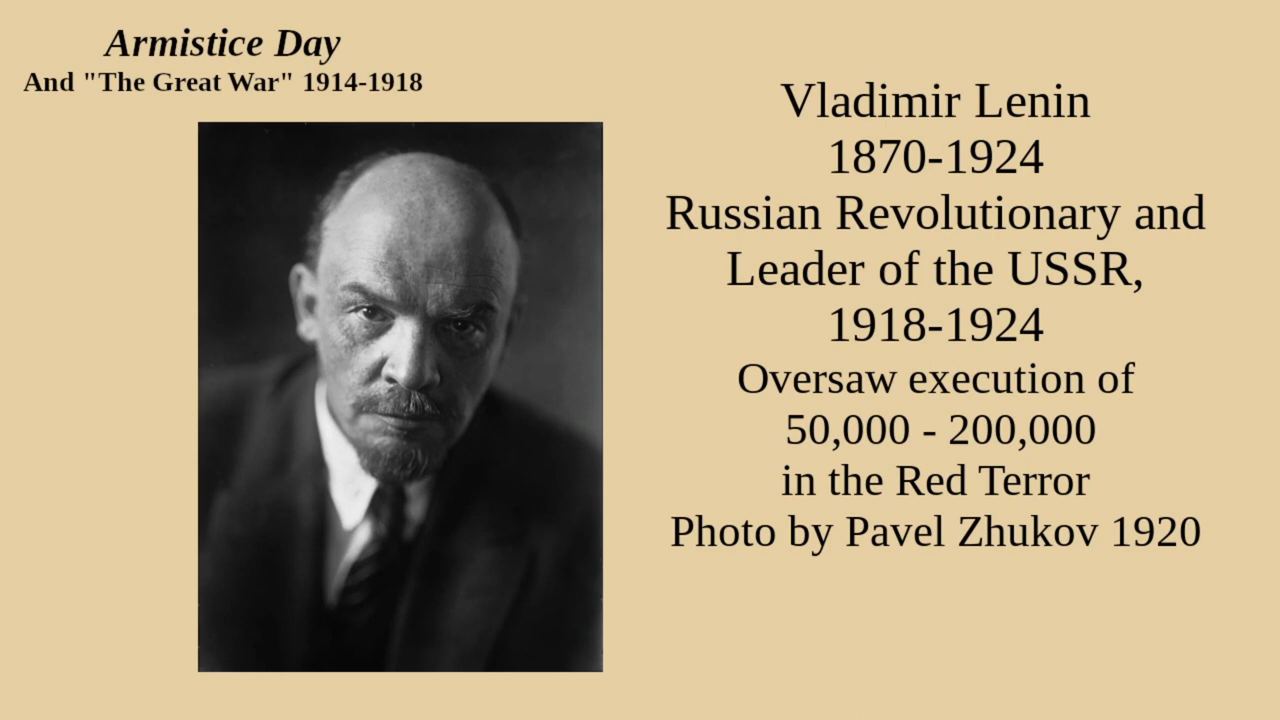 Armistice Day
And "The Great War" 1914-1918
Vladimir Lenin
1870-1924
Russian Revolutionary and
Leader of the USSR,
1918-1924
Oversaw execution of
50,000 - 200,000
in the Red Terror
Photo by Pavel Zhukov 1920